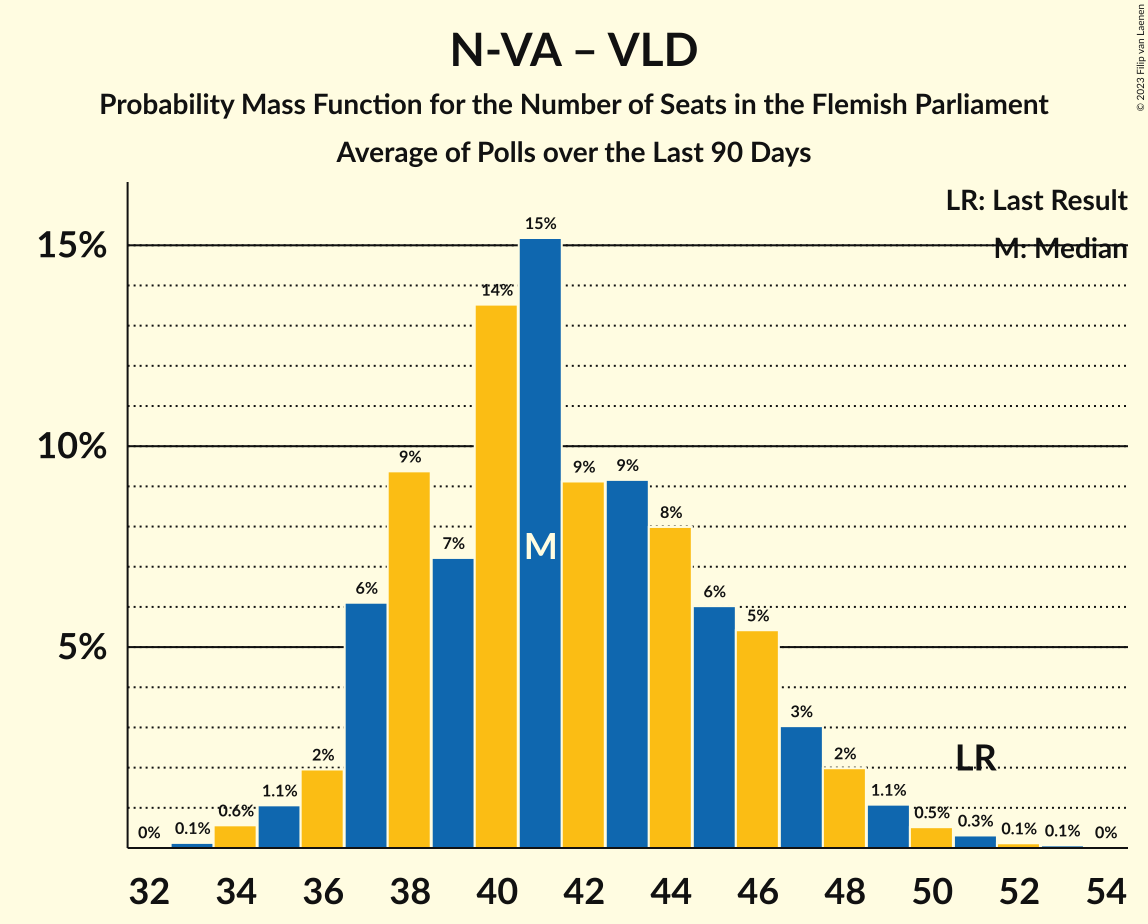 N-VA – VLD
Probability Mass Function for the Number of Seats in the Flemish Parliament
Average of Polls over the Last 90 Days
© 2023 Filip van Laenen
LR: Last Result
M: Median
15%
10%
5%
0%
0.1%
0.6%
1.1%
2%
6%
9%
7%
14%
15%
9%
9%
8%
6%
5%
3%
2%
1.1%
0.5%
0.3%
0.1%
0.1%
0%
M
LR
32 34 36 38 40 42 44 46 48 50 52 54